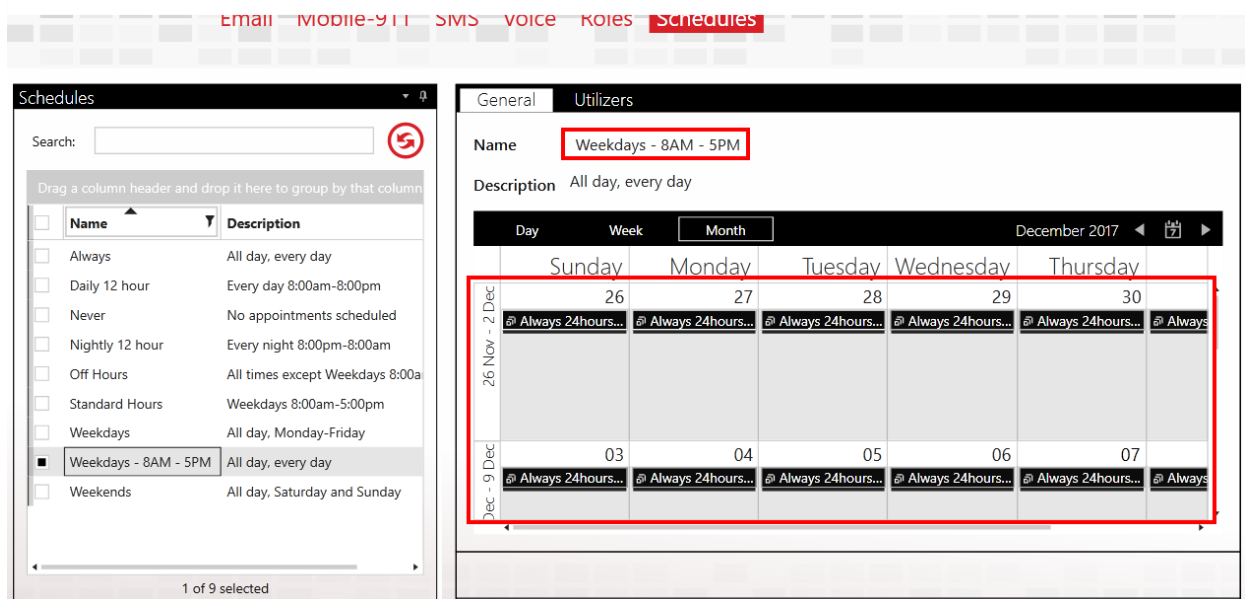 Email Mobile-911 SMS Voice Roles Schedules
Schedules
Search:
Drag a column header and drop it here to group by that column
Name Description
Always All day, every day
Daily 12 hour Every day 8:00am-8:00pm
Never No appointments scheduled
Nightly 12 hour Every night 8:00pm-8:00am
Off Hours All times except Weekdays 8:00a
Standard Hours Weekdays 8:00am-5:00pm
Weekdays All day, Monday-Friday
Weekdays - 8AM - 5PM All day, every day
Weekends All day, Saturday and Sunday
1 of 9 selected
General Utilizers
Name Weekdays - 8AM - 5PM
Description All day, every day
Day Week Month December 2017 7
Sunday Monday Tuesday Wednesday Thursday
26 Nov - 2 Dec
26 27 28 29 30
Always 24hours... Always 24hours... Always 24hours... Always 24hours... Always 24hours... Always
Dec - 9 Dec
03 04 05 06 07
Always 24hours... Always 24hours... Always 24hours... Always 24hours... Always 24hours... Always